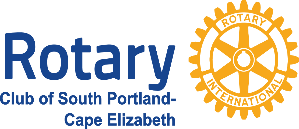 Rotary
Club of South Portland-
Cape Elizabeth
ROTARY
INTERNATIONAL